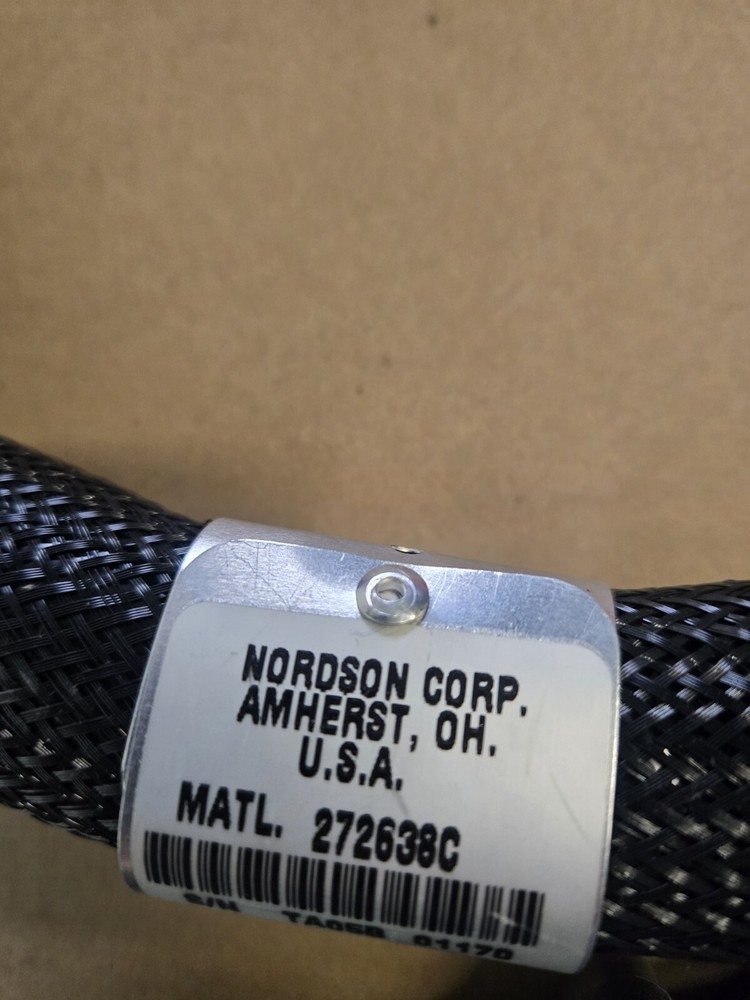 NORDSON CORP.
AMHERST, OH.
U.S.A.
MATL. 272638C
S/N